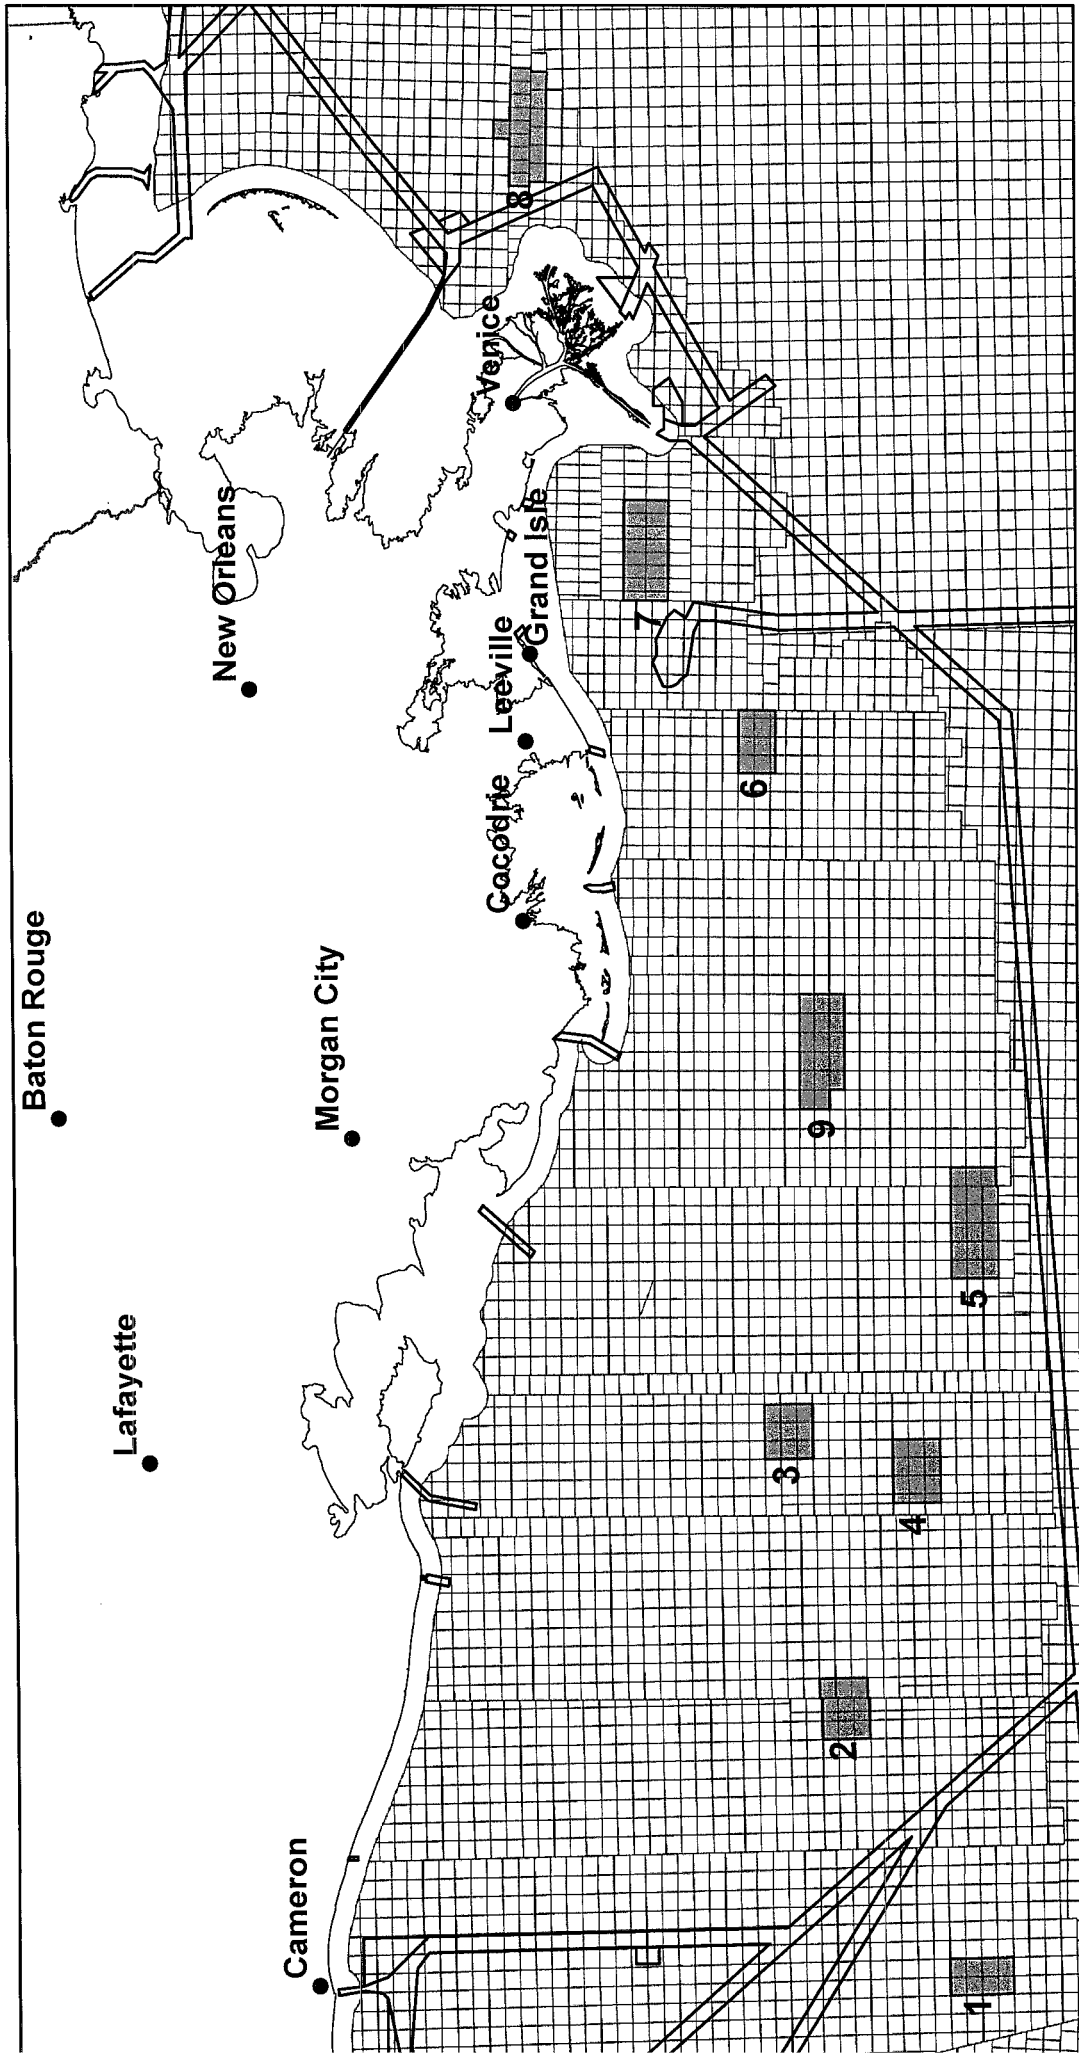 Baton Rouge
Lafayette
New Orleans
Cameron
Morgan City
Venice
Cocodrie
Leeville
Grand Isle
8
7
6
3
9
2
4
5
1